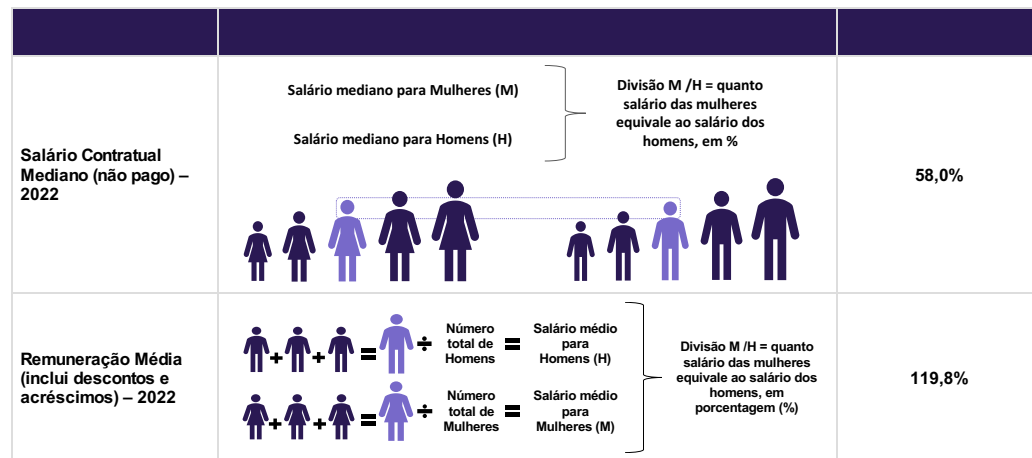 Salário Contratual
Mediano (não pago) –
2022
Salário mediano para Mulheres (M)
Salário mediano para Homens (H)
Divisão M /H = quanto
salário das mulheres
equivale ao salário dos
homens, em %
58,0%
Remuneração Média
(inclui descontos e
acréscimos) – 2022
+ + = ÷
Número
total de
Homens
=
Salário médio
para
Homens (H)
+ + = ÷
Número
total de
Mulheres
=
Salário médio
para
Mulheres (M)
Divisão M /H = quanto
salário das mulheres
equivale ao salário dos
homens, em
porcentagem (%)
119,8%